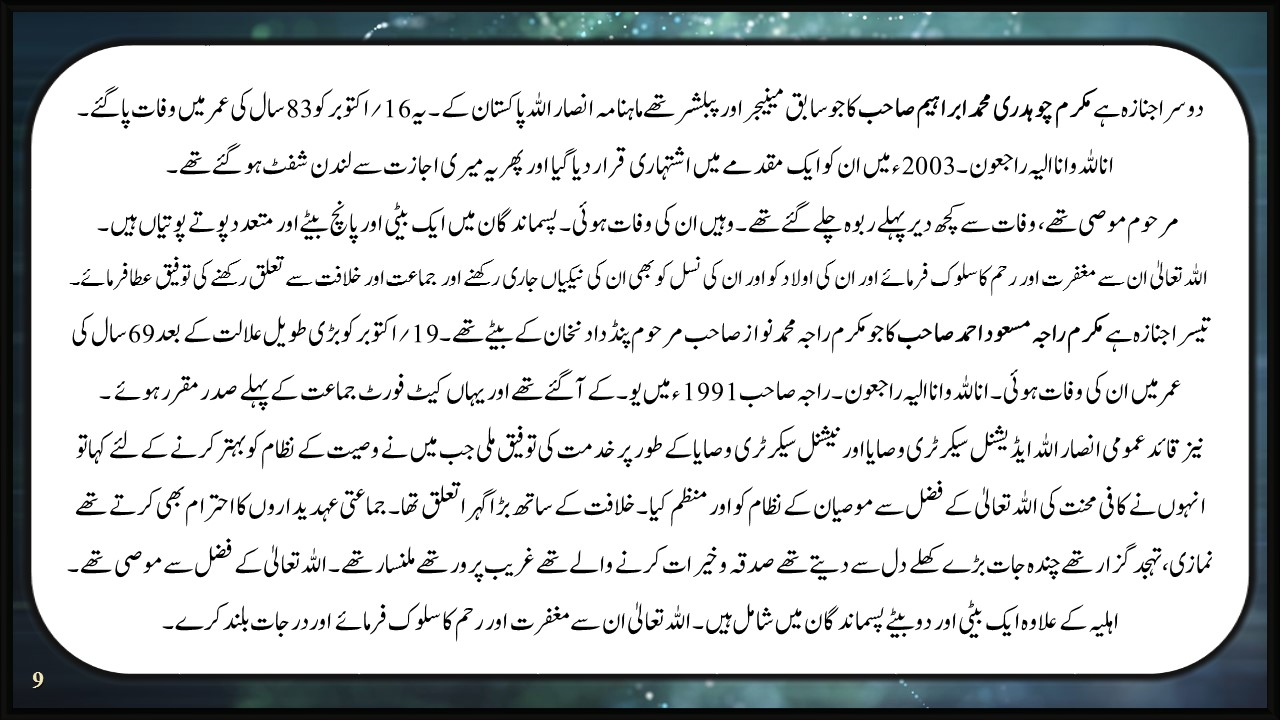 دوسرا جنازہ ہے مکرم چوہدری محمد ابراہیم صاحب کا جو سابق مینیجر اور پبلشر تھے ماہنامہ انصار اللہ پاکستان کے۔ یہ 16/اکتوبر کو 83 سال کی عمر میں وفات پا گئے۔
اناللہ وانا الیہ راجعون۔ 2003ء میں ان کو ایک مقدمے میں اشتہاری قرار دیا گیا اور پھر یہ میری اجازت سے لندن شفٹ ہو گئے تھے۔
مرحوم موصی تھے، وفات سے کچھ دیر پہلے ربوہ چلے گئے تھے۔ وہیں ان کی وفات ہوئی۔ پسماندگان میں ایک بیٹی اور پانچ بیٹے اور متعدد پوتے پوتیاں ہیں۔
اللہ تعالیٰ ان سے مغفرت اور رحم کا سلوک فرمائے اور ان کی اولاد کو اور ان کی نسل کو بھی ان کی نیکیاں جاری رکھنے اور جماعت اور خلافت سے تعلق رکھنے کی توفیق عطا فرمائے۔
تیسرا جنازہ ہے مکرم راجہ مسعود احمد صاحب کا جو مکرم راجہ محمد نواز صاحب مرحوم پنڈدادنخان کے بیٹے تھے۔ 19/اکتوبر کو بڑی طویل علالت کے بعد 69 سال کی
عمر میں ان کی وفات ہوئی۔ اناللہ وانا الیہ راجعون۔ راجہ صاحب 1991ء میں یو۔کے آ گئے تھے اور یہاں کیٹ فورٹ جماعت کے پہلے صدر مقرر ہوئے ۔
نیز قائد عمومی انصار اللہ ایڈیشنل سیکرٹری وصایا اور نیشنل سیکرٹری وصایا کے طور پر خدمت کی توفیق ملی جب میں نے وصیت کے نظام کو بہتر کرنے کے لئے کہا تو
انہوں نے کافی محنت کی اللہ تعالیٰ کے فضل سے موصیان کے نظام کو اور منظم کیا۔ خلافت کے ساتھ بڑا گہرا تعلق تھا۔ جماعتی عہدیداروں کا احترام بھی کرتے تھے
نمازی، تہجد گزار تھے چندہ جات بڑے کھلے دل سے دیتے تھے صدقہ و خیرات کرنے والے تھے غریب پرور تھے ملنسار تھے۔ اللہ تعالیٰ کے فضل سے موصی تھے۔
اہلیہ کے علاوہ ایک بیٹی اور دو بیٹے پسماندگان میں شامل ہیں۔ اللہ تعالیٰ ان سے مغفرت اور رحم کا سلوک فرمائے اور درجات بلند کرے۔
9